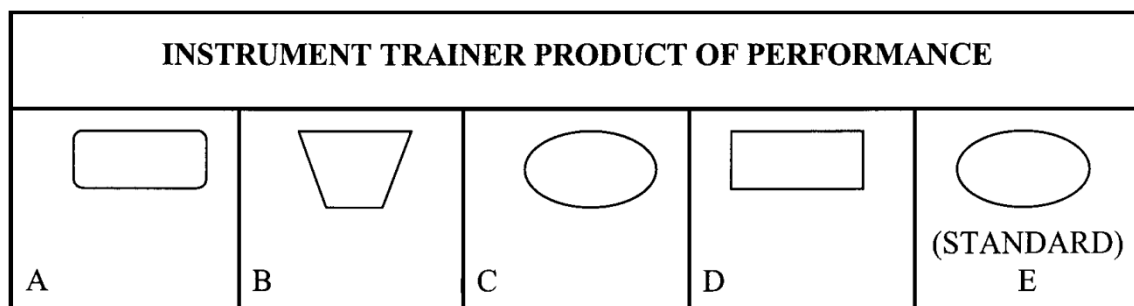 INSTRUMENT TRAINER PRODUCT OF PERFORMANCE
A
B
C
D
(STANDARD)
E